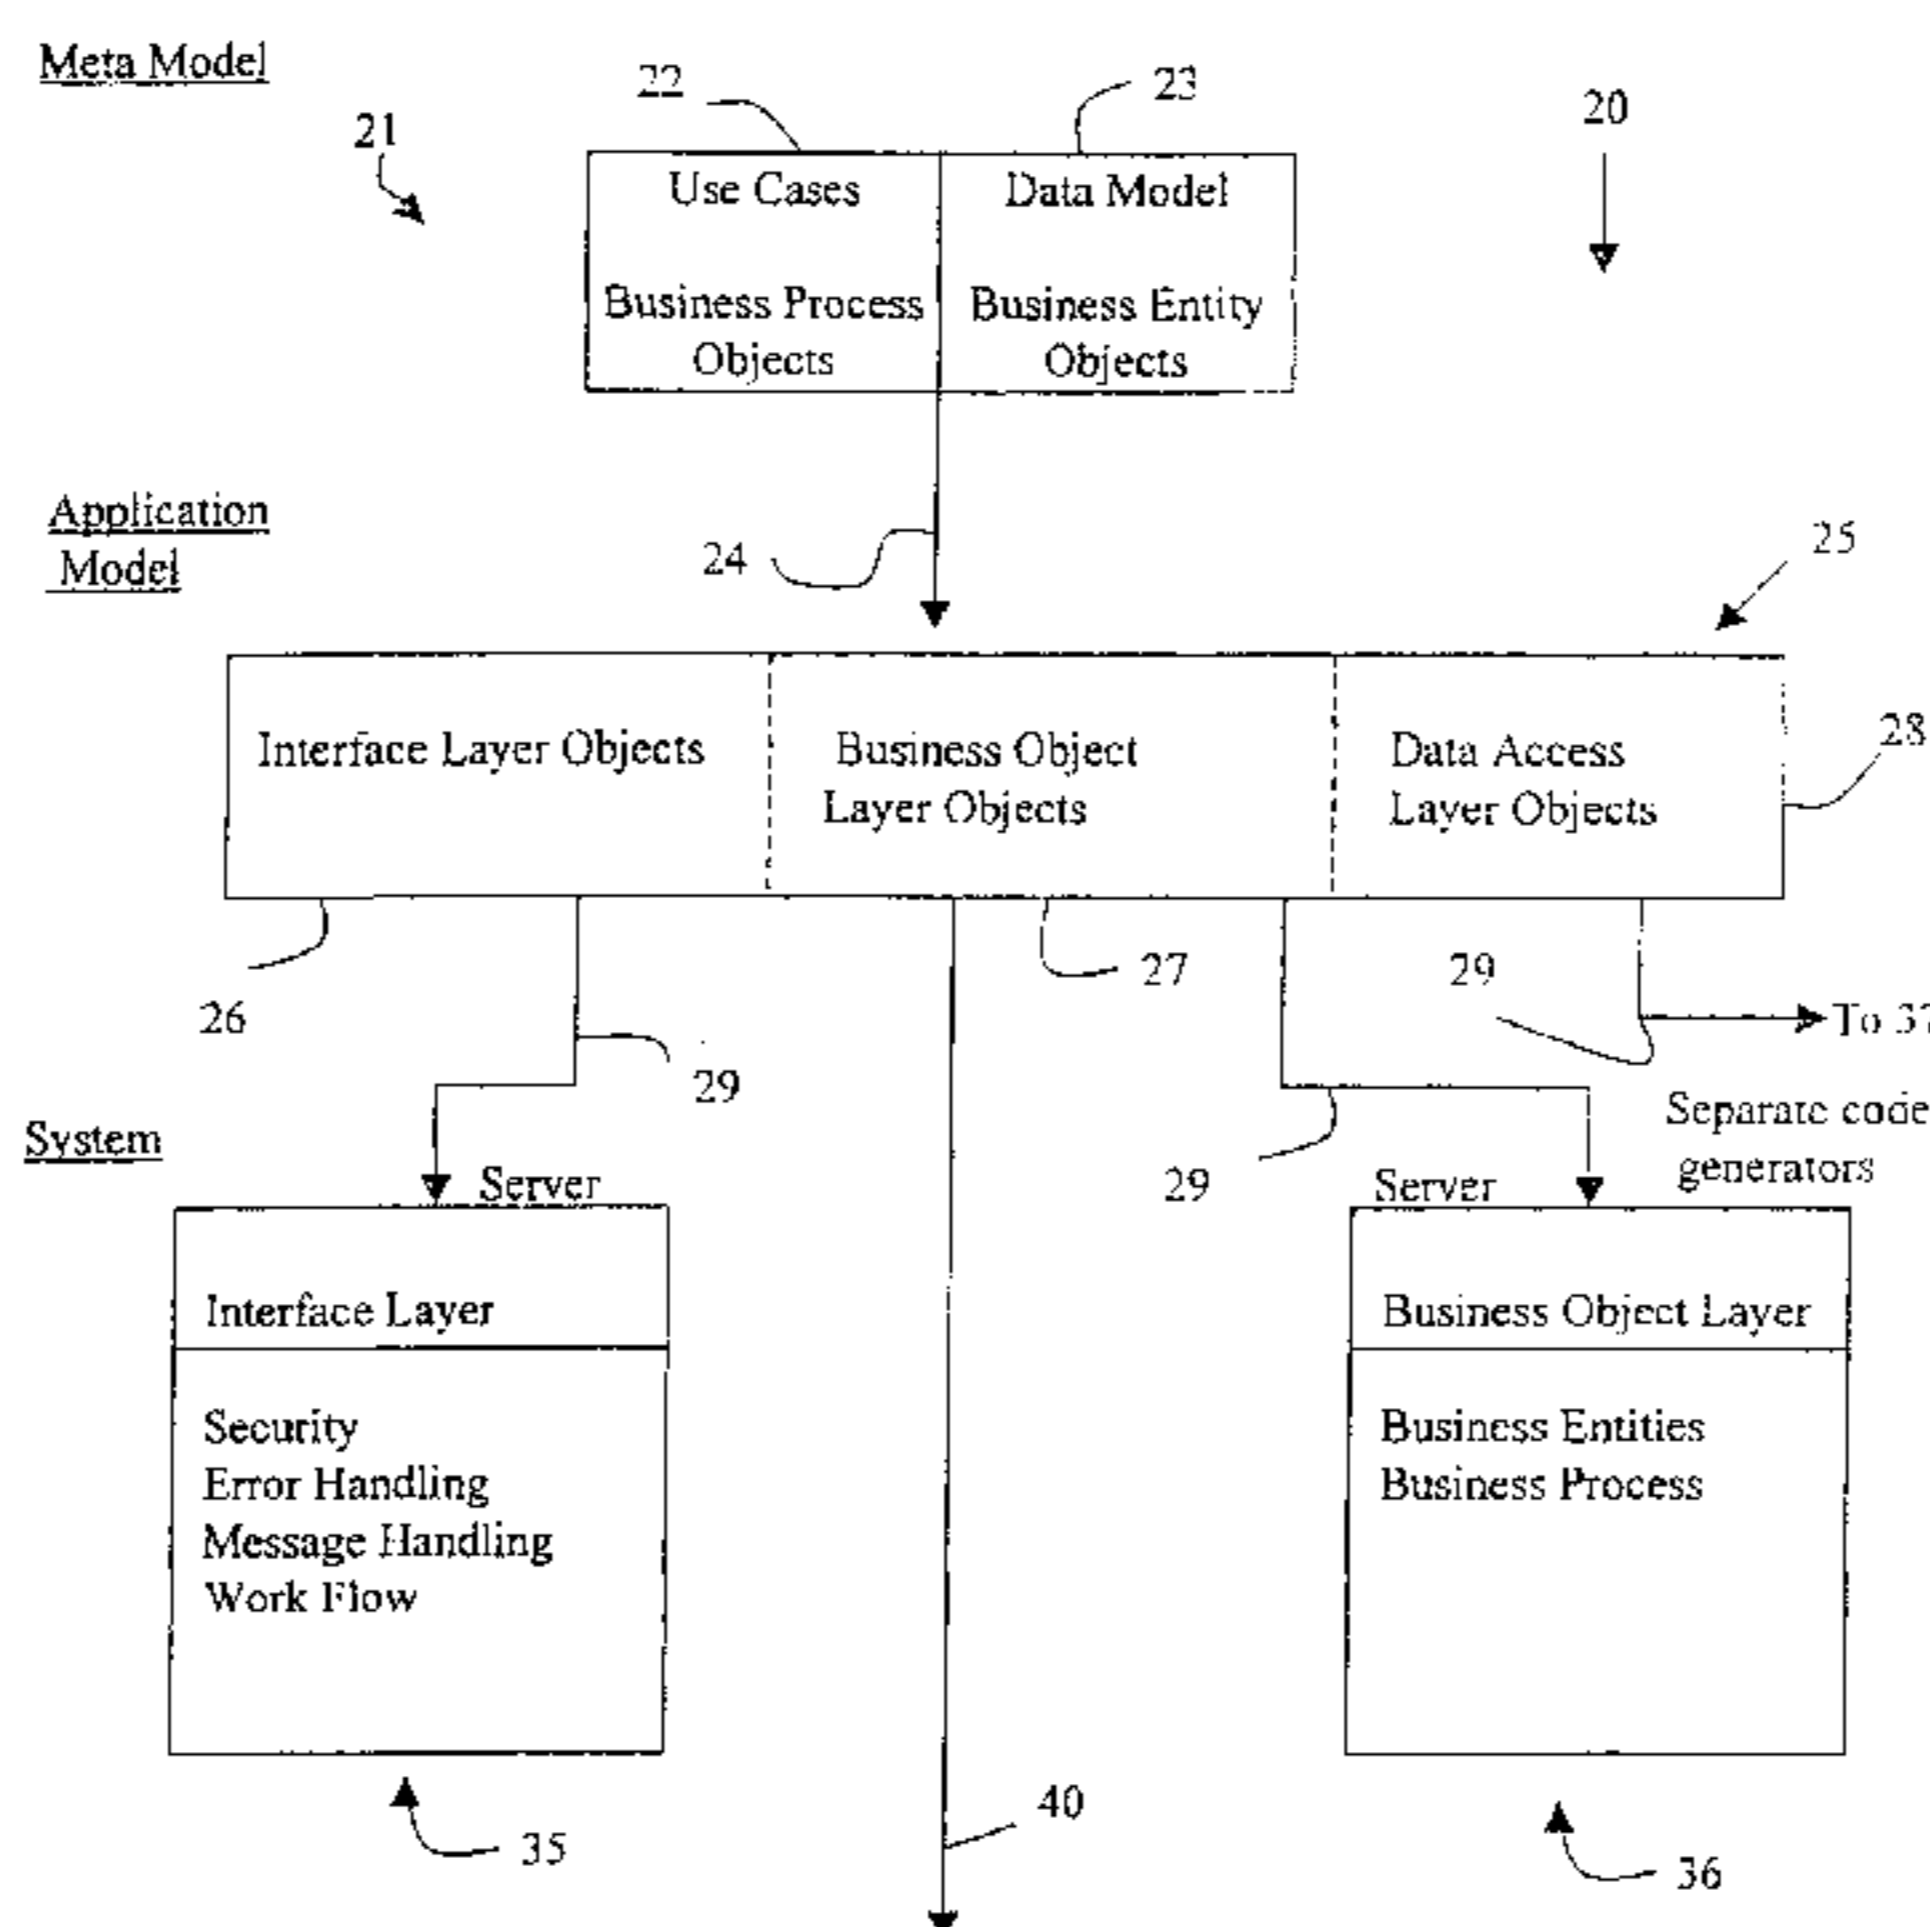 Meta Model
22
23
20
21
Use Cases
Data Model
Business Process
Objects
Business Entity
Objects
Application
Model
24
25
Interface Layer Objects
Business Object
Layer Objects
Data Access
Layer Objects
28
26
27
29
To 37
29
29
Separate code
generators
System
Server
Server
Interface Layer
Security
Error Handling
Message Handling
Work Flow
Business Object Layer
Business Entities
Business Process
40
35
36